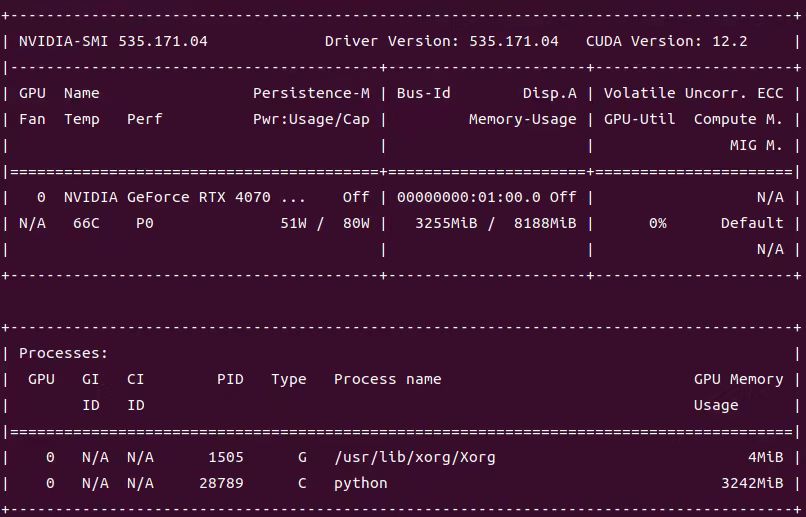 +-----------------------------------------------------------------------------------------+
| NVIDIA-SMI 535.171.04             Driver Version: 535.171.04   CUDA Version: 12.2     |
|-----------------------------------------+----------------------+----------------------+
| GPU  Name                 Persistence-M | Bus-Id        Disp.A | Volatile Uncorr. ECC |
| Fan  Temp   Perf          Pwr:Usage/Cap |         Memory-Usage | GPU-Util  Compute M. |
|                                         |                      |               MIG M. |
|=========================================+======================+======================|
|   0  NVIDIA GeForce RTX 4070 ...    Off | 00000000:01:00.0 Off |                  N/A |
| N/A   66C    P0              51W /  80W |   3255MiB /  8188MiB |      0%      Default |
|                                         |                      |                  N/A |
+-----------------------------------------+----------------------+----------------------+
+---------------------------------------------------------------------------------------+
| Processes:                                                                            |
|  GPU   GI   CI        PID   Type   Process name                            GPU Memory |
|        ID   ID                                                             Usage      |
|=======================================================================================|
|    0   N/A  N/A      1505      G   /usr/lib/xorg/Xorg                            4MiB |
|    0   N/A  N/A     28789      C   python                                     3242MiB |
+---------------------------------------------------------------------------------------+